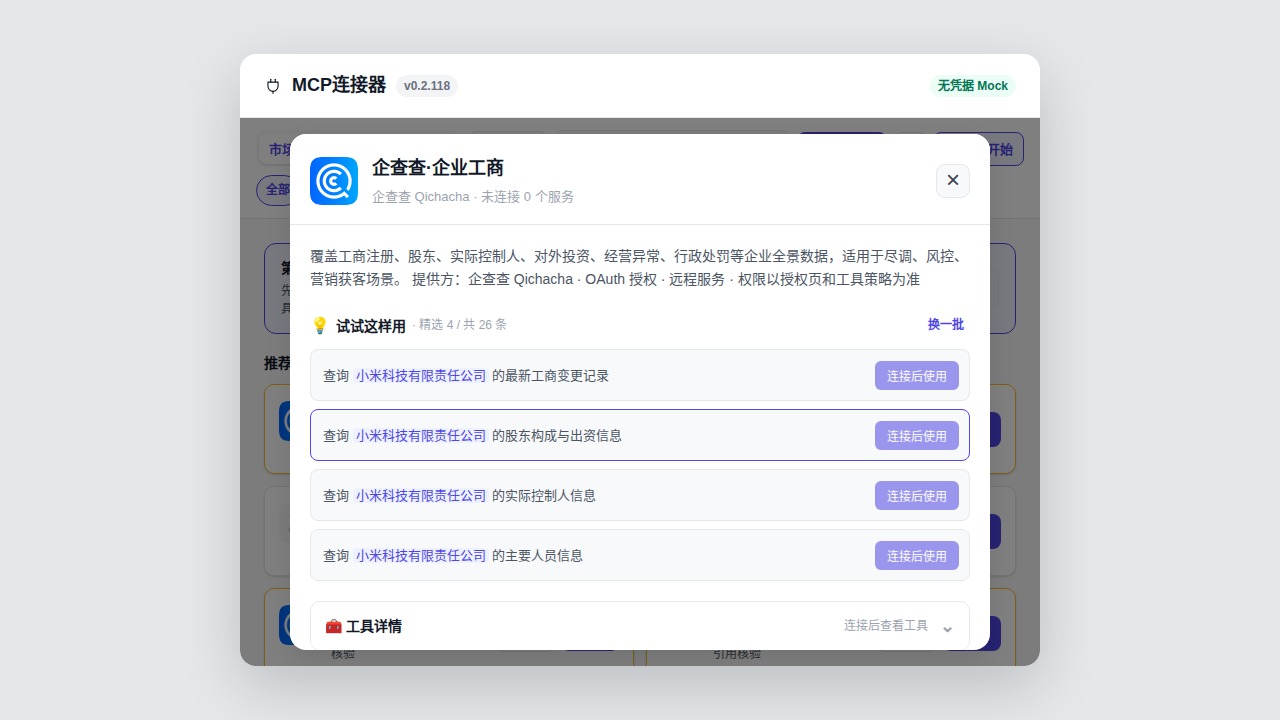 MCP连接器 v0.2.118 无凭据 Mock
市场 开始
全部
企查查·企业工商
企查查 Qichacha · 未连接 0 个服务
覆盖工商注册、股东、实际控制人、对外投资、经营异常、行政处罚等企业全景数据，适用于尽调、风控、
营销获客场景。 提供方：企查查 Qichacha · OAuth 授权 · 远程服务 · 权限以授权页和工具策略为准
💡 试试这样用 · 精选 4 / 共 26 条 换一批
查询 小米科技有限责任公司 的最新工商变更记录 连接后使用
查询 小米科技有限责任公司 的股东构成与出资信息 连接后使用
查询 小米科技有限责任公司 的实际控制人信息 连接后使用
查询 小米科技有限责任公司 的主要人员信息 连接后使用
推荐
🧰 工具详情 连接后查看工具
核验 引用核验